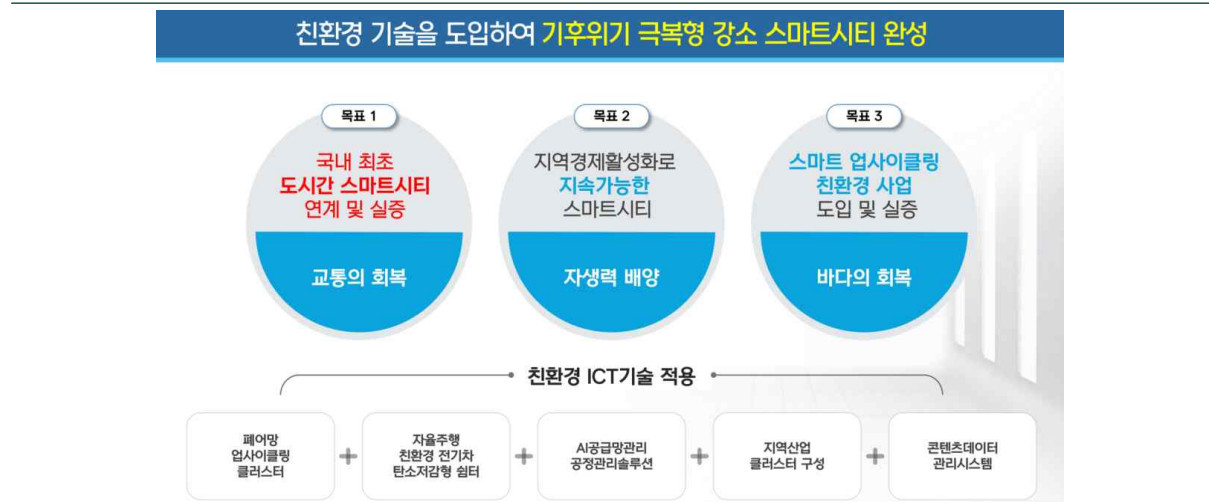 친환경 기술을 도입하여 기후위기 극복형 강소 스마트시티 완성
목표 1
국내 최초
도시간 스마트시티
연계 및 실증
교통의 회복
목표 2
지역경제활성화로
지속가능한
스마트시티
자생력 배양
목표 3
스마트 업사이클링
친환경 사업
도입 및 실증
바다의 회복
친환경 ICT기술 적용
폐어망
업사이클링
클러스터
+
자율주행
친환경 전기차
탄소저감형 쉼터
+
AI공급망관리
공정관리솔루션
+
지역산업
클러스터 구성
+
콘텐츠데이터
관리시스템